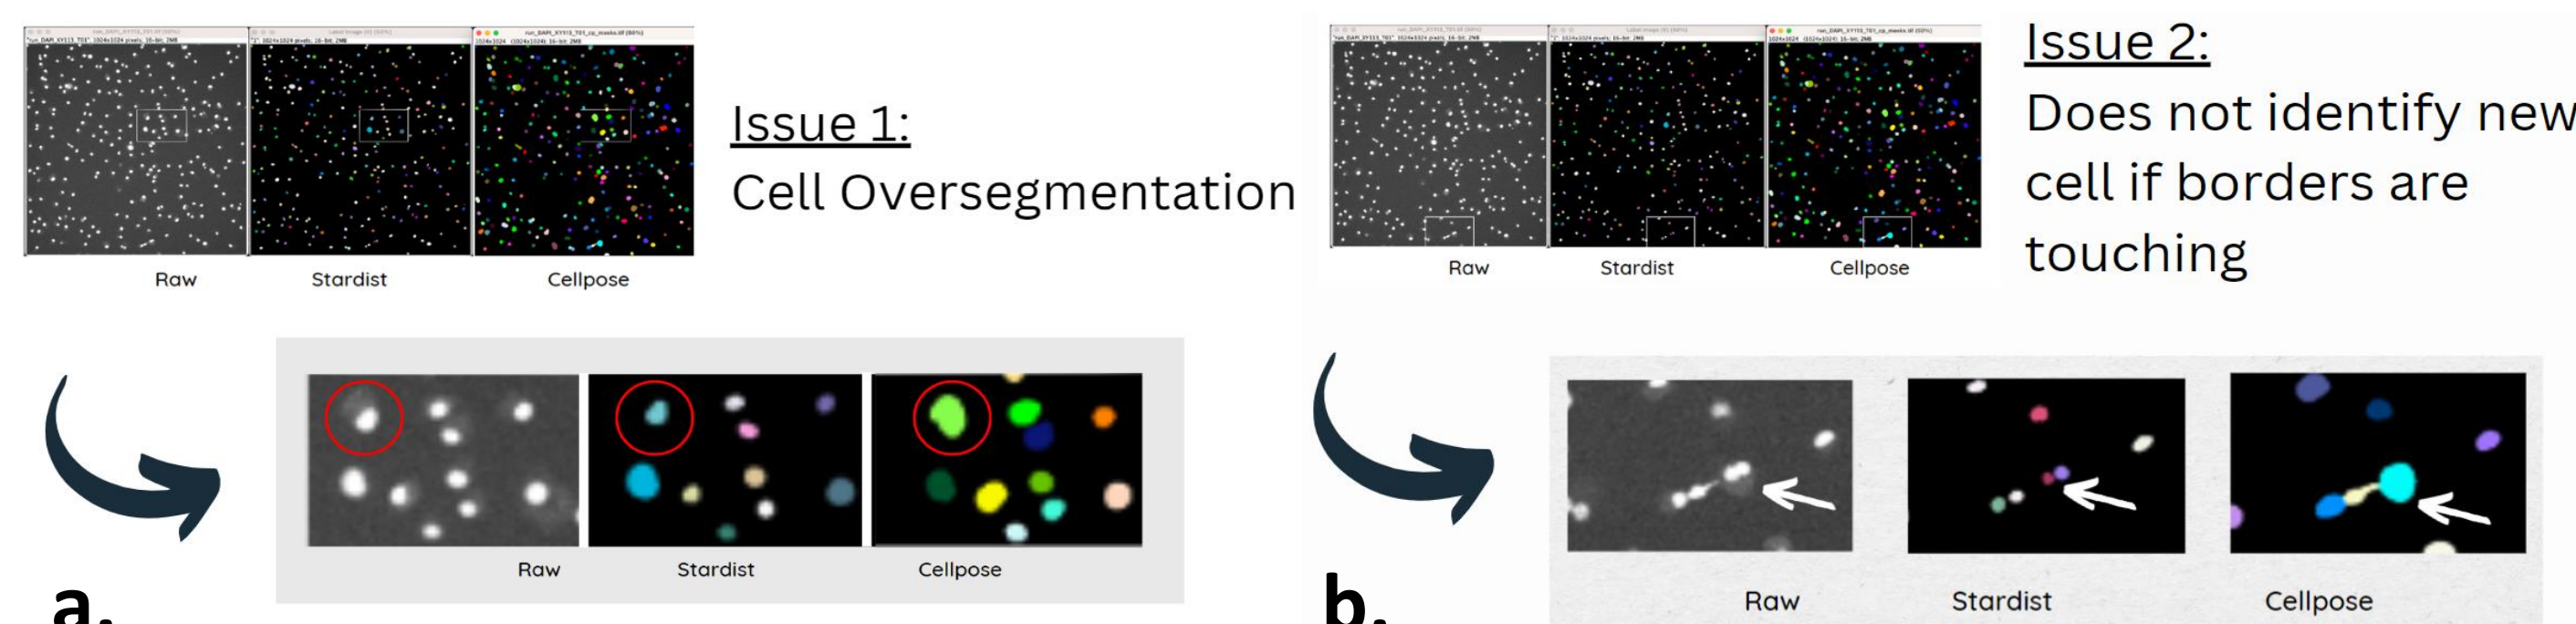 Issue 1:
Cell Oversegmentation
Raw
Stardist
Cellpose
Raw
Stardist
Cellpose
a.
Issue 2:
Does not identify new
cell if borders are
touching
Raw
Stardist
Cellpose
Raw
Stardist
Cellpose
b.